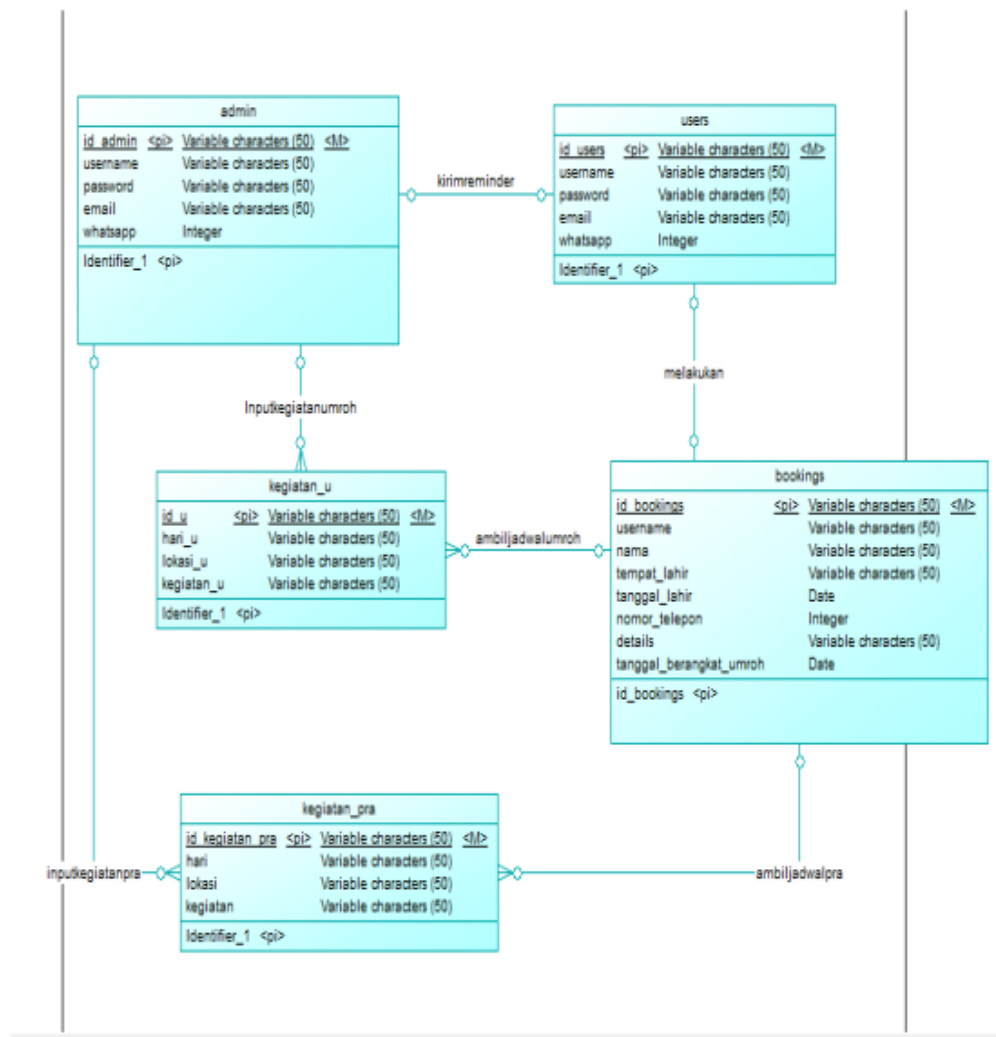 admin
id_admin <pi> Variable characters (50) <M>
username Variable characters (50)
password Variable characters (50)
email Variable characters (50)
whatsapp Integer
Identifier_1 <pi>
kirimreminder
users
id_users <pi> Variable characters (50) <M>
username Variable characters (50)
password Variable characters (50)
email Variable characters (50)
whatsapp Integer
Identifier_1 <pi>
melakukan
Inputkegiatanumroh
kegiatan_u
id_u <pi> Variable characters (50) <M>
hari_u Variable characters (50)
lokasi_u Variable characters (50)
kegiatan_u Variable characters (50)
Identifier_1 <pi>
ambiljadwalumroh
bookings
id_bookings <pi> Variable characters (50) <M>
username Variable characters (50)
nama Variable characters (50)
tempat_lahir Variable characters (50)
tanggal_lahir Date
nomor_telepon Integer
details Variable characters (50)
tanggal_berangkat_umroh Date
id_bookings <pi>
kegiatan_pra
id_kegiatan_pra <pi> Variable characters (50) <M>
hari Variable characters (50)
lokasi Variable characters (50)
kegiatan Variable characters (50)
Identifier_1 <pi>
inputkegiatanpra
ambiljadwalpra